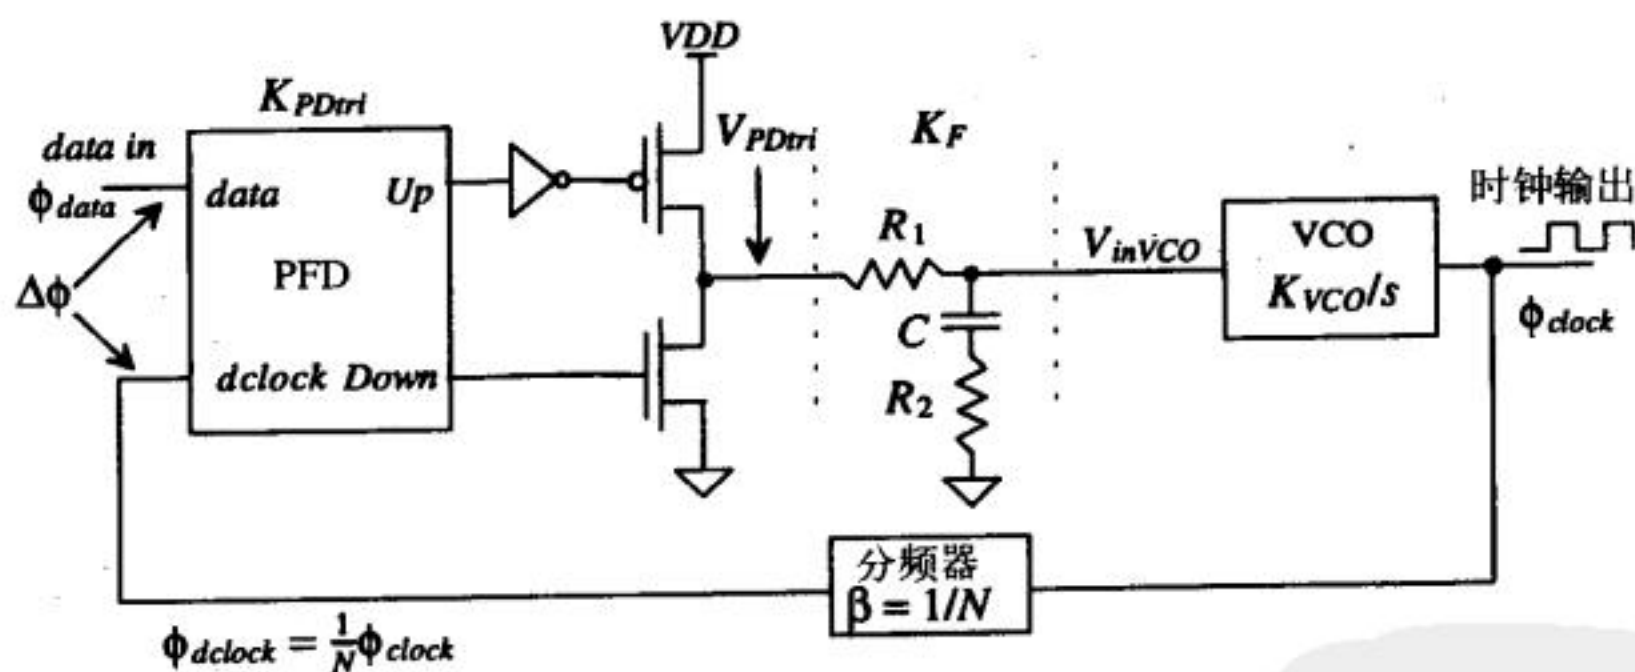 VDD
K_PDtri
data in
ϕ_data
data
Up
V_PDtri
K_F
时钟输出
R_1
V_inVCO
VCO
K_VCO/s
ϕ_clock
Δϕ
PFD
C
dclock Down
R_2
分频器
β = 1/N
ϕ_dclock = 1/N ϕ_clock